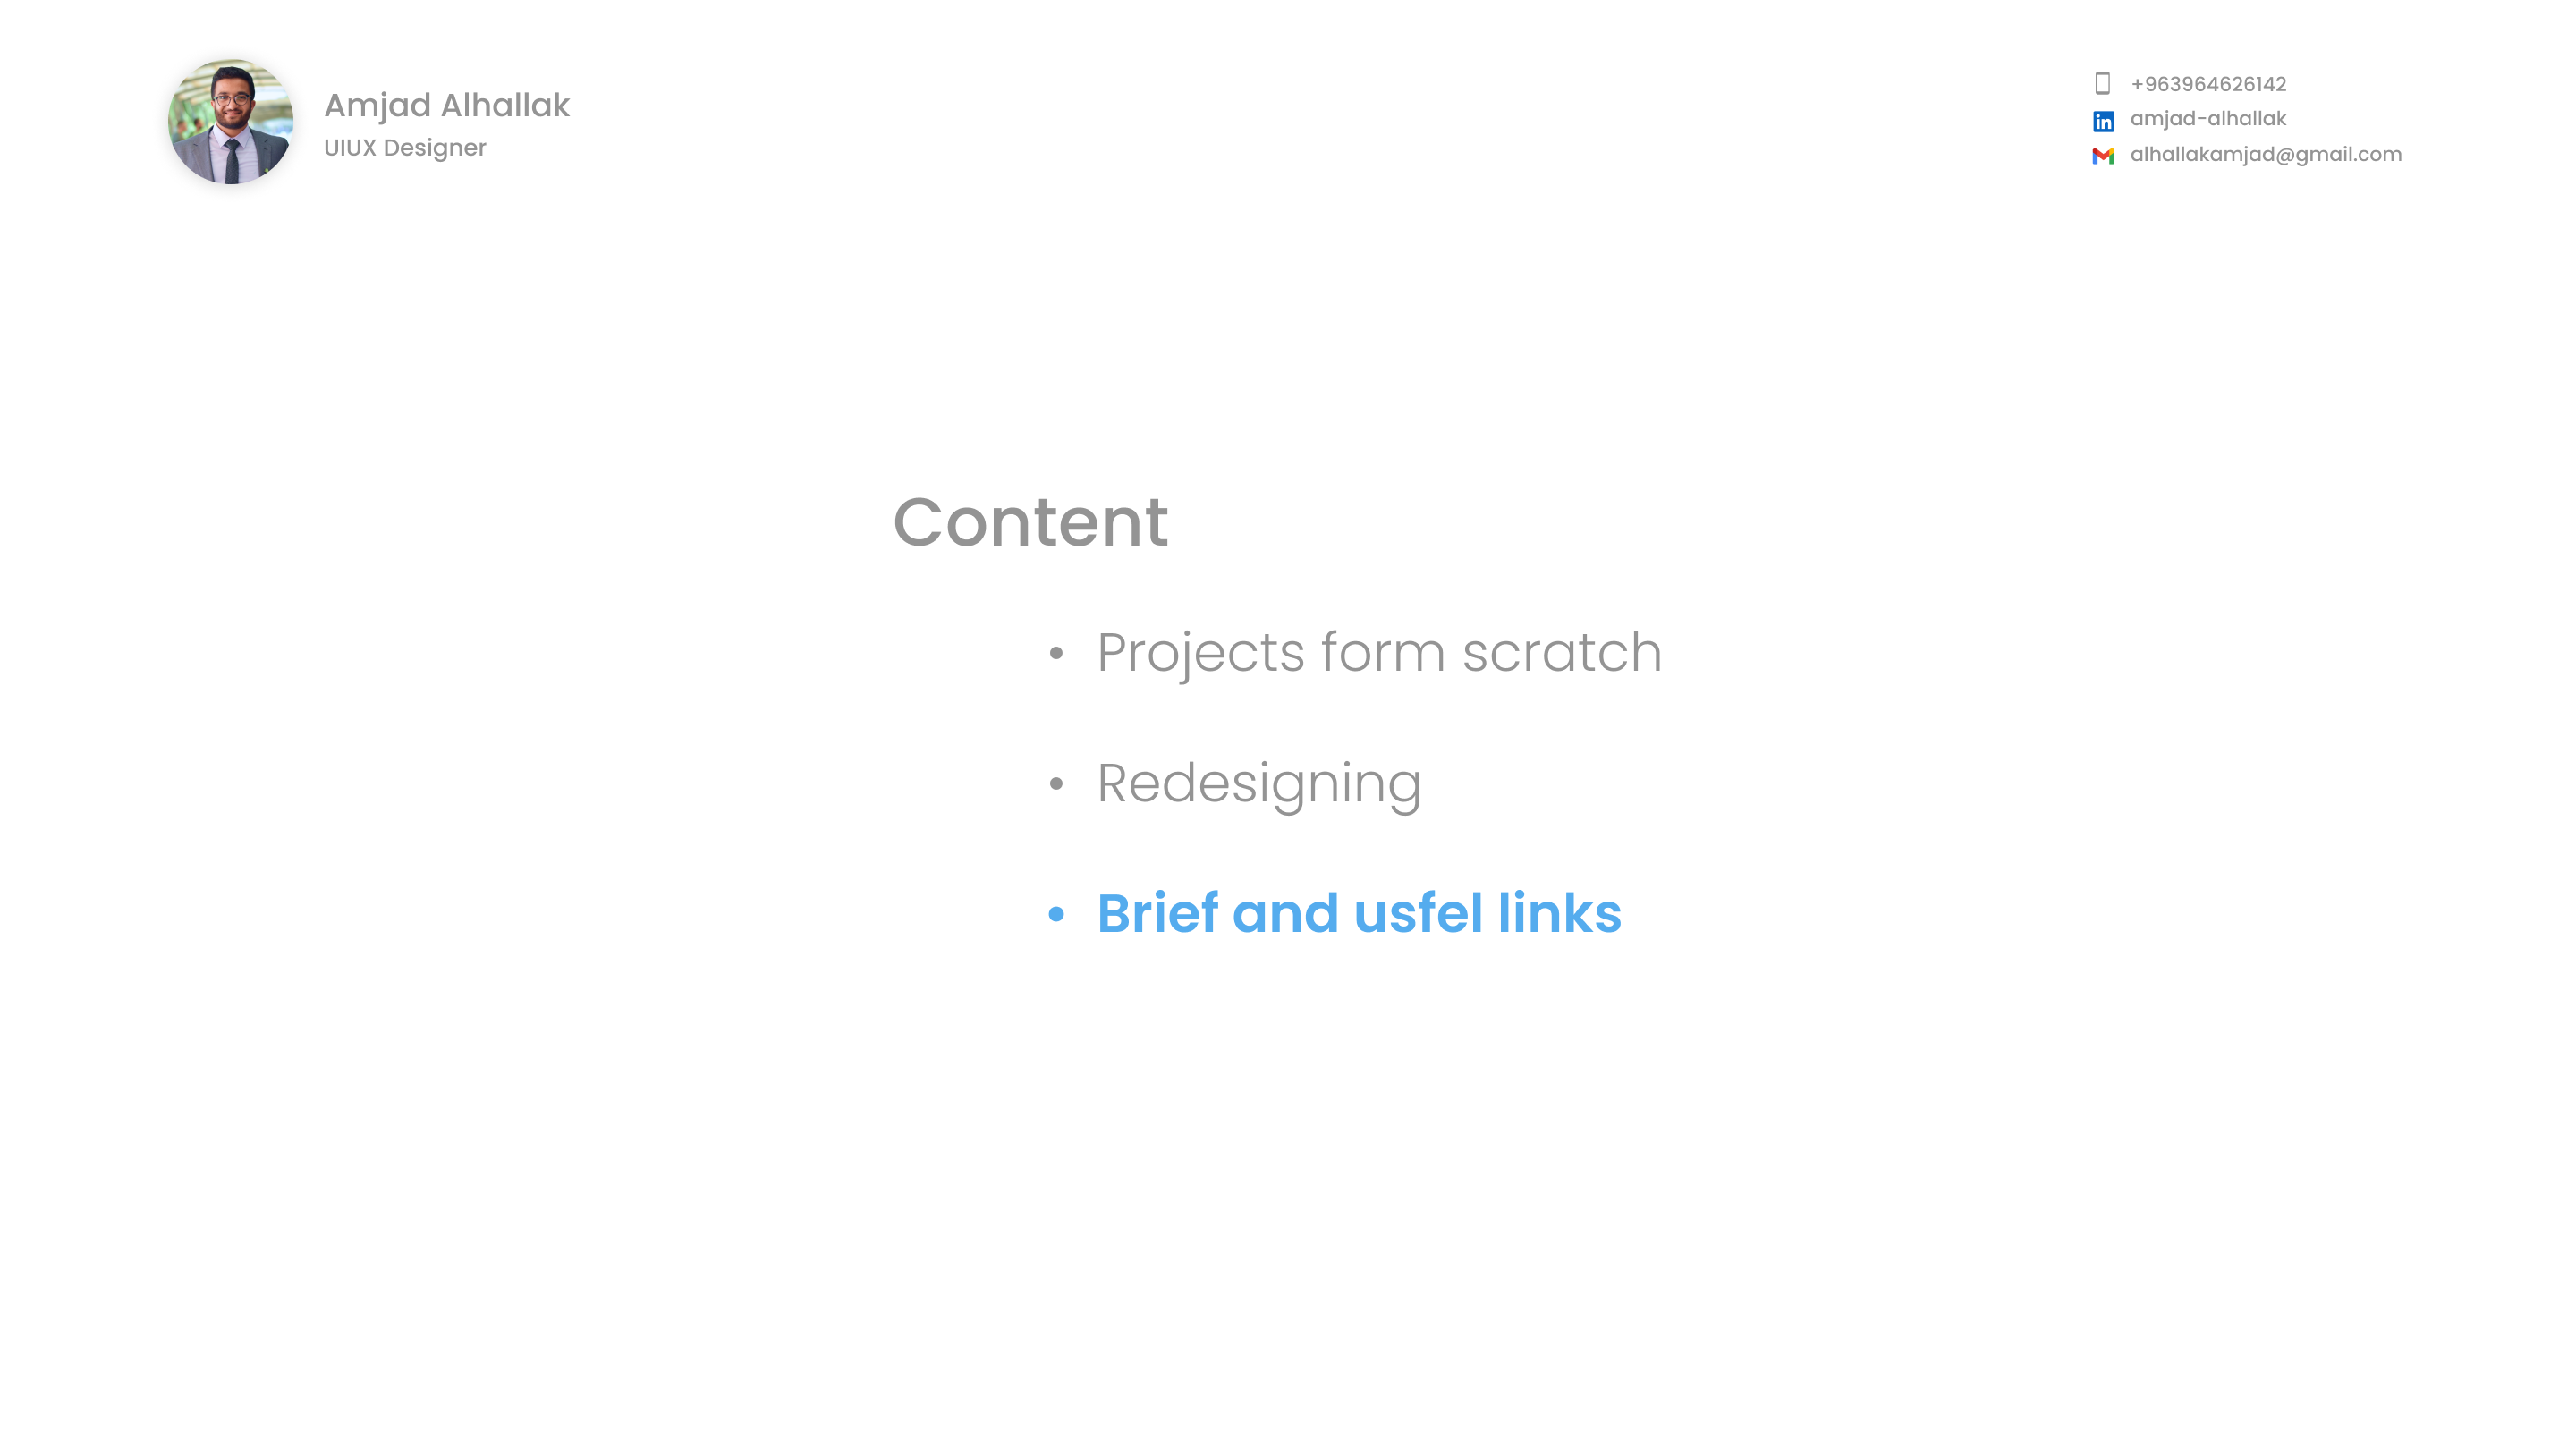 Amjad Alhallak
UIUX Designer
+963964626142
in amjad-alhallak
alhallakamjad@gmail.com
Content
• Projects form scratch
• Redesigning
• Brief and usfel links